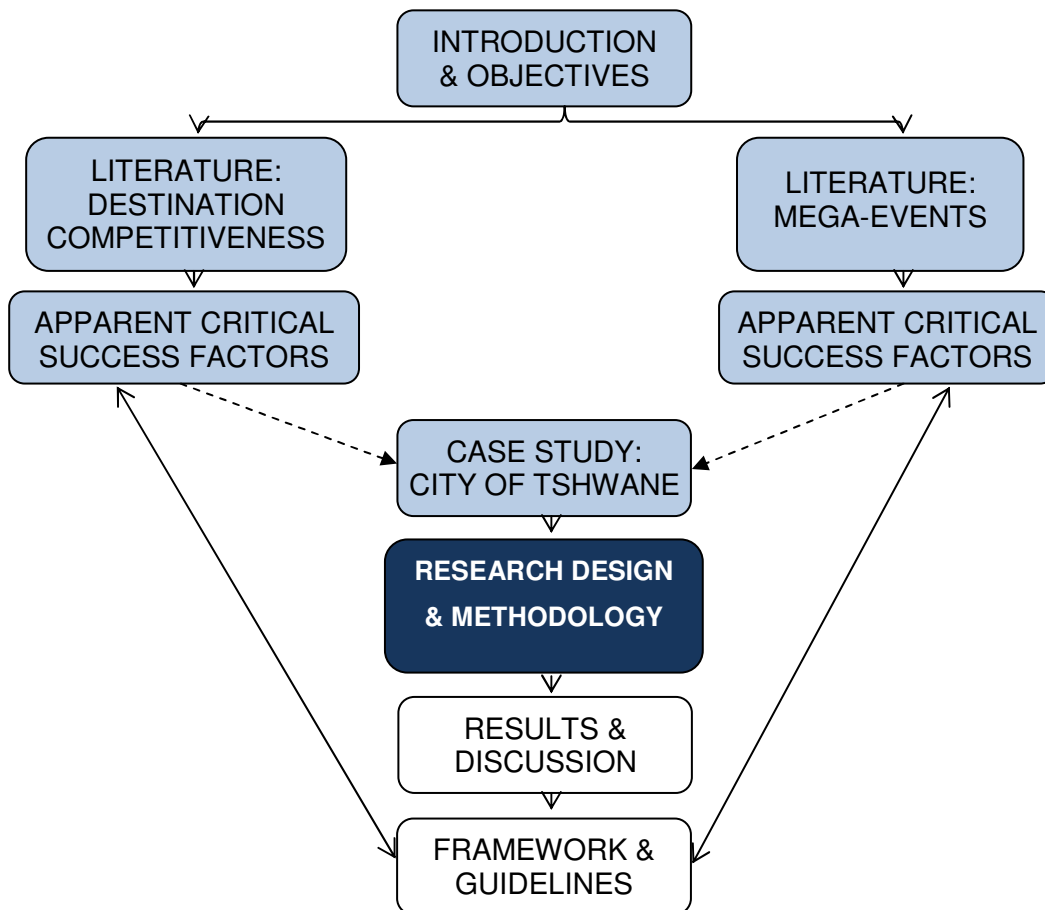 INTRODUCTION
& OBJECTIVES
LITERATURE:
DESTINATION
COMPETITIVENESS
LITERATURE:
MEGA-EVENTS
APPARENT CRITICAL
SUCCESS FACTORS
APPARENT CRITICAL
SUCCESS FACTORS
CASE STUDY:
CITY OF TSHWANE
RESEARCH DESIGN
& METHODOLOGY
RESULTS &
DISCUSSION
FRAMEWORK &
GUIDELINES